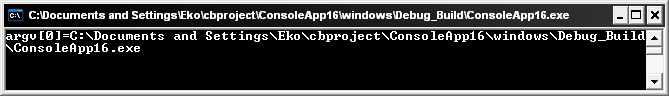 C:\Documents and Settings\Eko\cbproject\ConsoleApp16\windows\Debug_Build\ConsoleApp16.exe
argv[0]=C:\Documents and Settings\Eko\cbproject\ConsoleApp16\windows\Debug_Build
\ConsoleApp16.exe